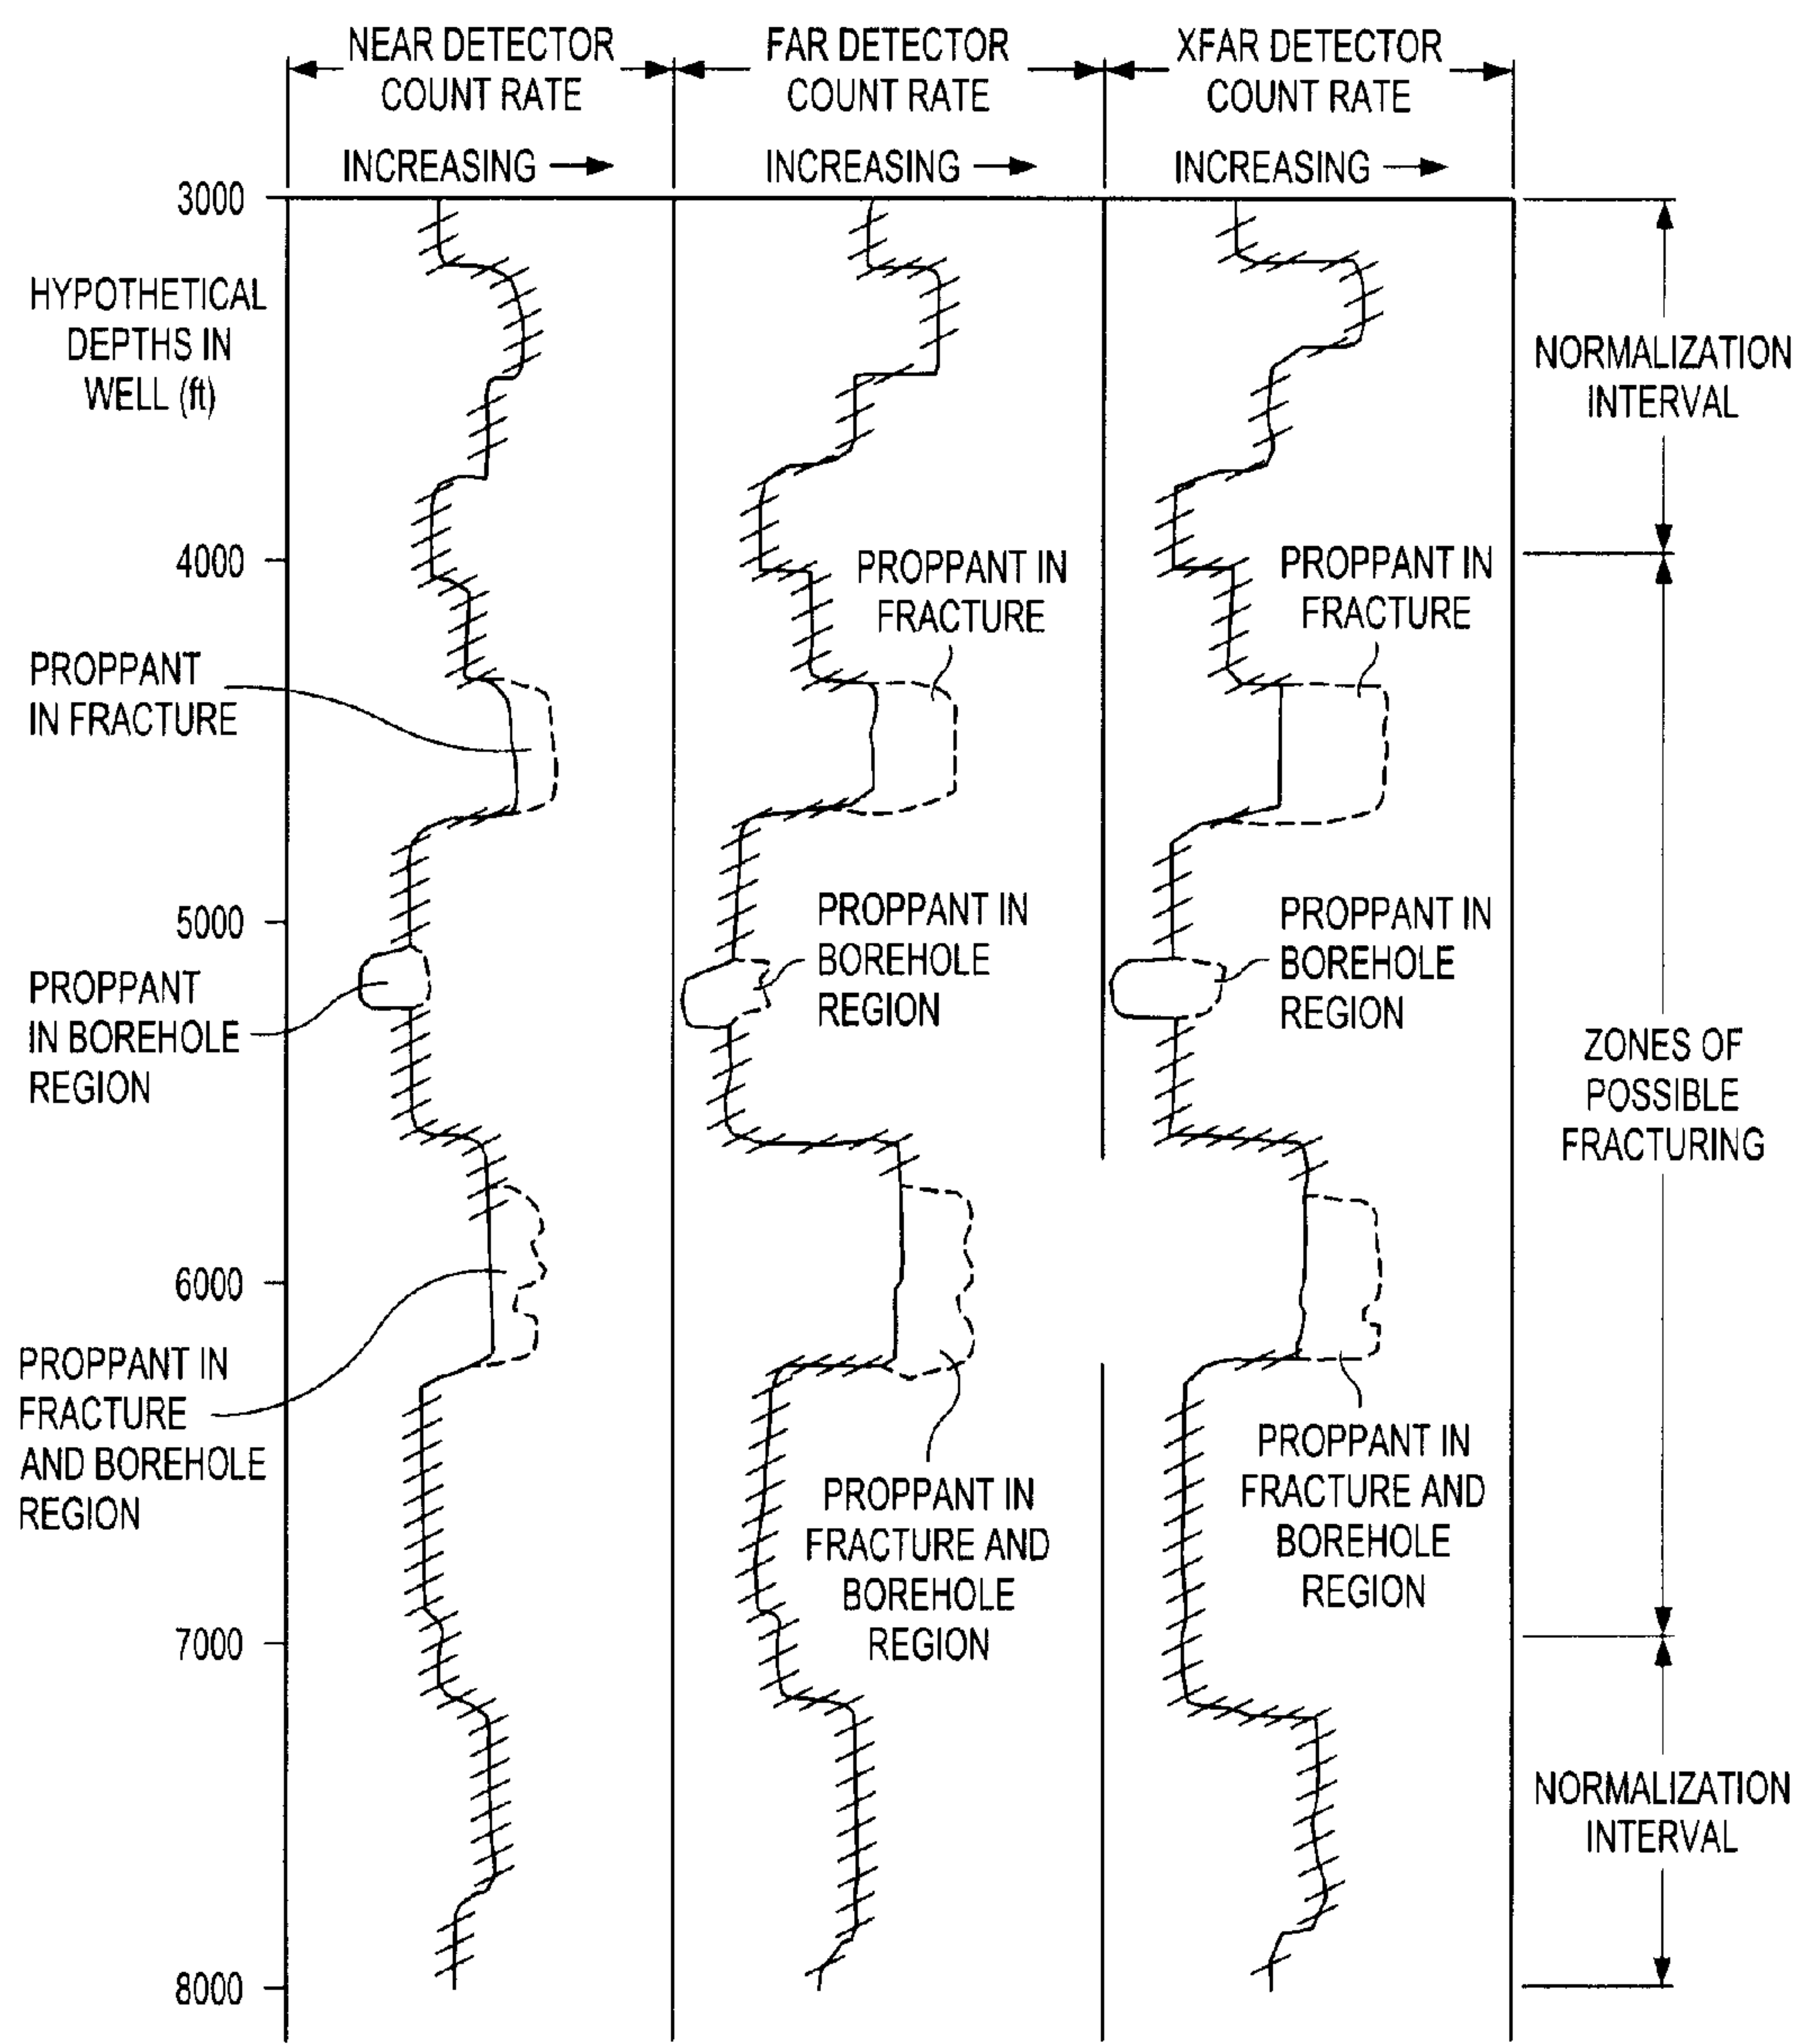 NEAR DETECTOR
COUNT RATE
FAR DETECTOR
COUNT RATE
XFAR DETECTOR
COUNT RATE
INCREASING
INCREASING
INCREASING
3000
HYPOTHETICAL
DEPTHS IN
WELL (ft)
NORMALIZATION
INTERVAL
4000
PROPPANT IN
FRACTURE
PROPPANT IN
FRACTURE
PROPPANT
IN FRACTURE
5000
PROPPANT IN
BOREHOLE
REGION
PROPPANT IN
BOREHOLE
REGION
PROPPANT
IN BOREHOLE
REGION
ZONES OF
POSSIBLE
FRACTURING
6000
PROPPANT IN
FRACTURE
AND BOREHOLE
REGION
PROPPANT IN
FRACTURE AND
BOREHOLE
REGION
PROPPANT IN
FRACTURE AND
BOREHOLE
REGION
7000
NORMALIZATION
INTERVAL
8000